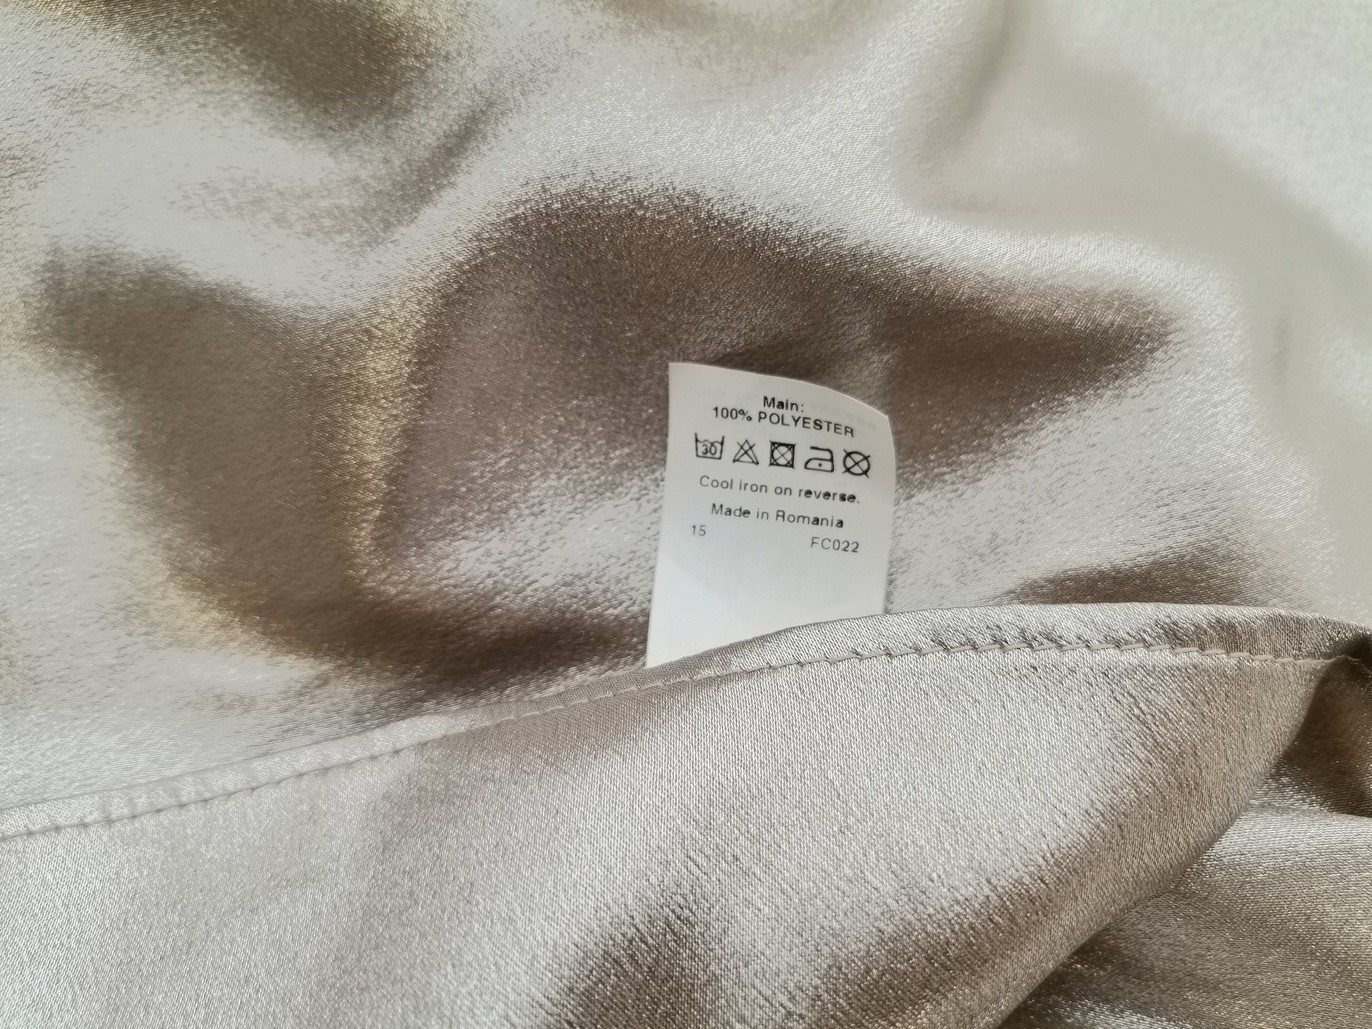 Main:
100% POLYESTER
30
Cool iron on reverse.
Made in Romania
15 FC022